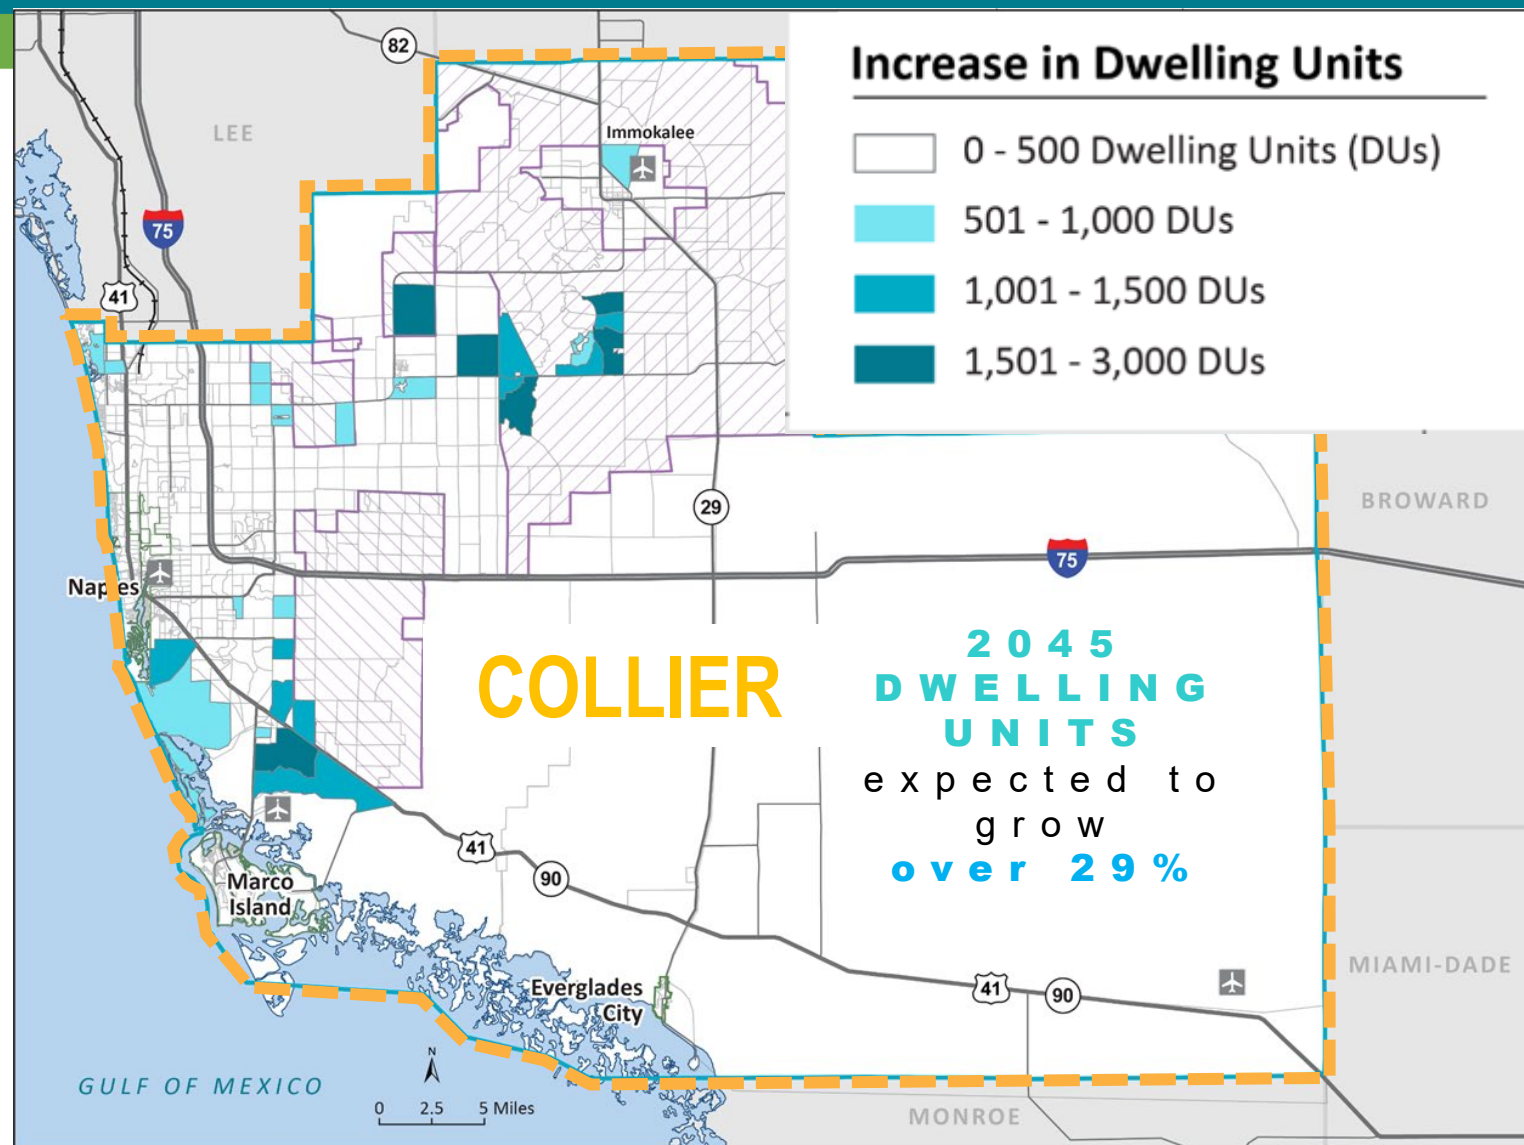 Increase in Dwelling Units
0 - 500 Dwelling Units (DUs)
501 - 1,000 DUs
1,001 - 1,500 DUs
1,501 - 3,000 DUs
82
LEE
Immokalee
75
41
29
BROWARD
75
Naples
COLLIER
2045
DWELLING
UNITS
expected to
grow
over 29%
41
90
Marco
Island
MIAMI-DADE
Everglades
City
41
90
GULF OF MEXICO
N
0 2.5 5 Miles
MONROE